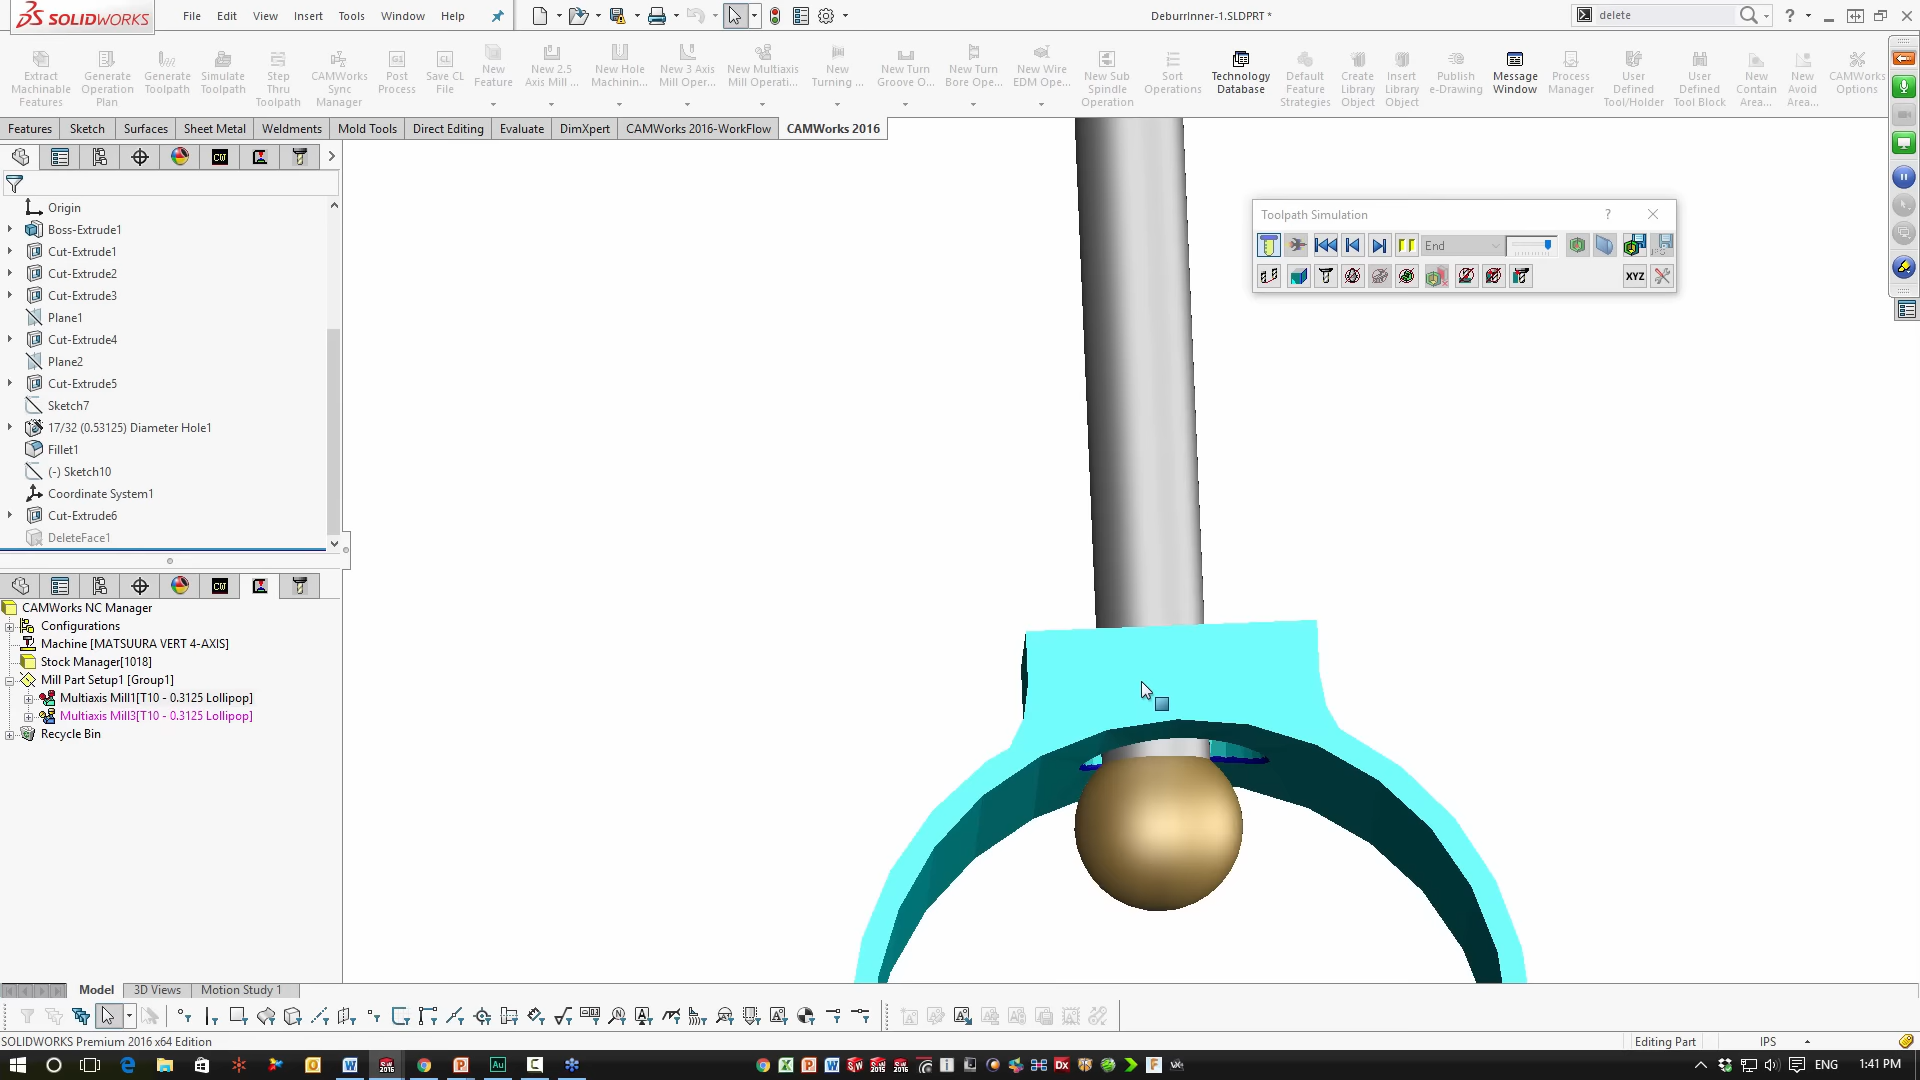 SOLIDWORKS File Edit View Insert Tools Window Help DeburrInner-1.SLDPRT * delete
Extract Machinable Features
Generate Operation Plan
Generate Toolpath
Simulate Toolpath
Step Thru Toolpath
CAMWorks Sync Manager
Post Process
Save CL File
New Feature
New 2.5 Axis Mill ...
New Hole Machinin...
New 3 Axis Mill Oper...
New Multiaxis Mill Operati...
New Turning ...
New Turn Groove O...
New Turn Bore Ope...
New Wire EDM Ope...
New Sub Spindle Operation
Sort Operations
Technology Database
Default Feature Strategies
Create Library Object
Insert Library Object
Publish e-Drawing
Message Window
Process Manager
User Defined Tool/Holder
User Defined Tool Block
New Contain Area...
New Avoid Area...
CAMWorks Options
Features Sketch Surfaces Sheet Metal Weldments Mold Tools Direct Editing Evaluate DimXpert CAMWorks 2016-WorkFlow CAMWorks 2016
Origin
Boss-Extrude1
Cut-Extrude1
Cut-Extrude2
Cut-Extrude3
Plane1
Cut-Extrude4
Plane2
Cut-Extrude5
Sketch7
17/32 (0.53125) Diameter Hole1
Fillet1
(-) Sketch10
Coordinate System1
Cut-Extrude6
DeleteFace1
Toolpath Simulation ?
End
XYZ
CAMWorks NC Manager
Configurations
Machine [MATSUURA VERT 4-AXIS]
Stock Manager[1018]
Mill Part Setup1 [Group1]
Multiaxis Mill1[T10 - 0.3125 Lollipop]
Multiaxis Mill3[T10 - 0.3125 Lollipop]
Recycle Bin
Model 3D Views Motion Study 1
SOLIDWORKS Premium 2016 x64 Edition Editing Part IPS
ENG 1:41 PM